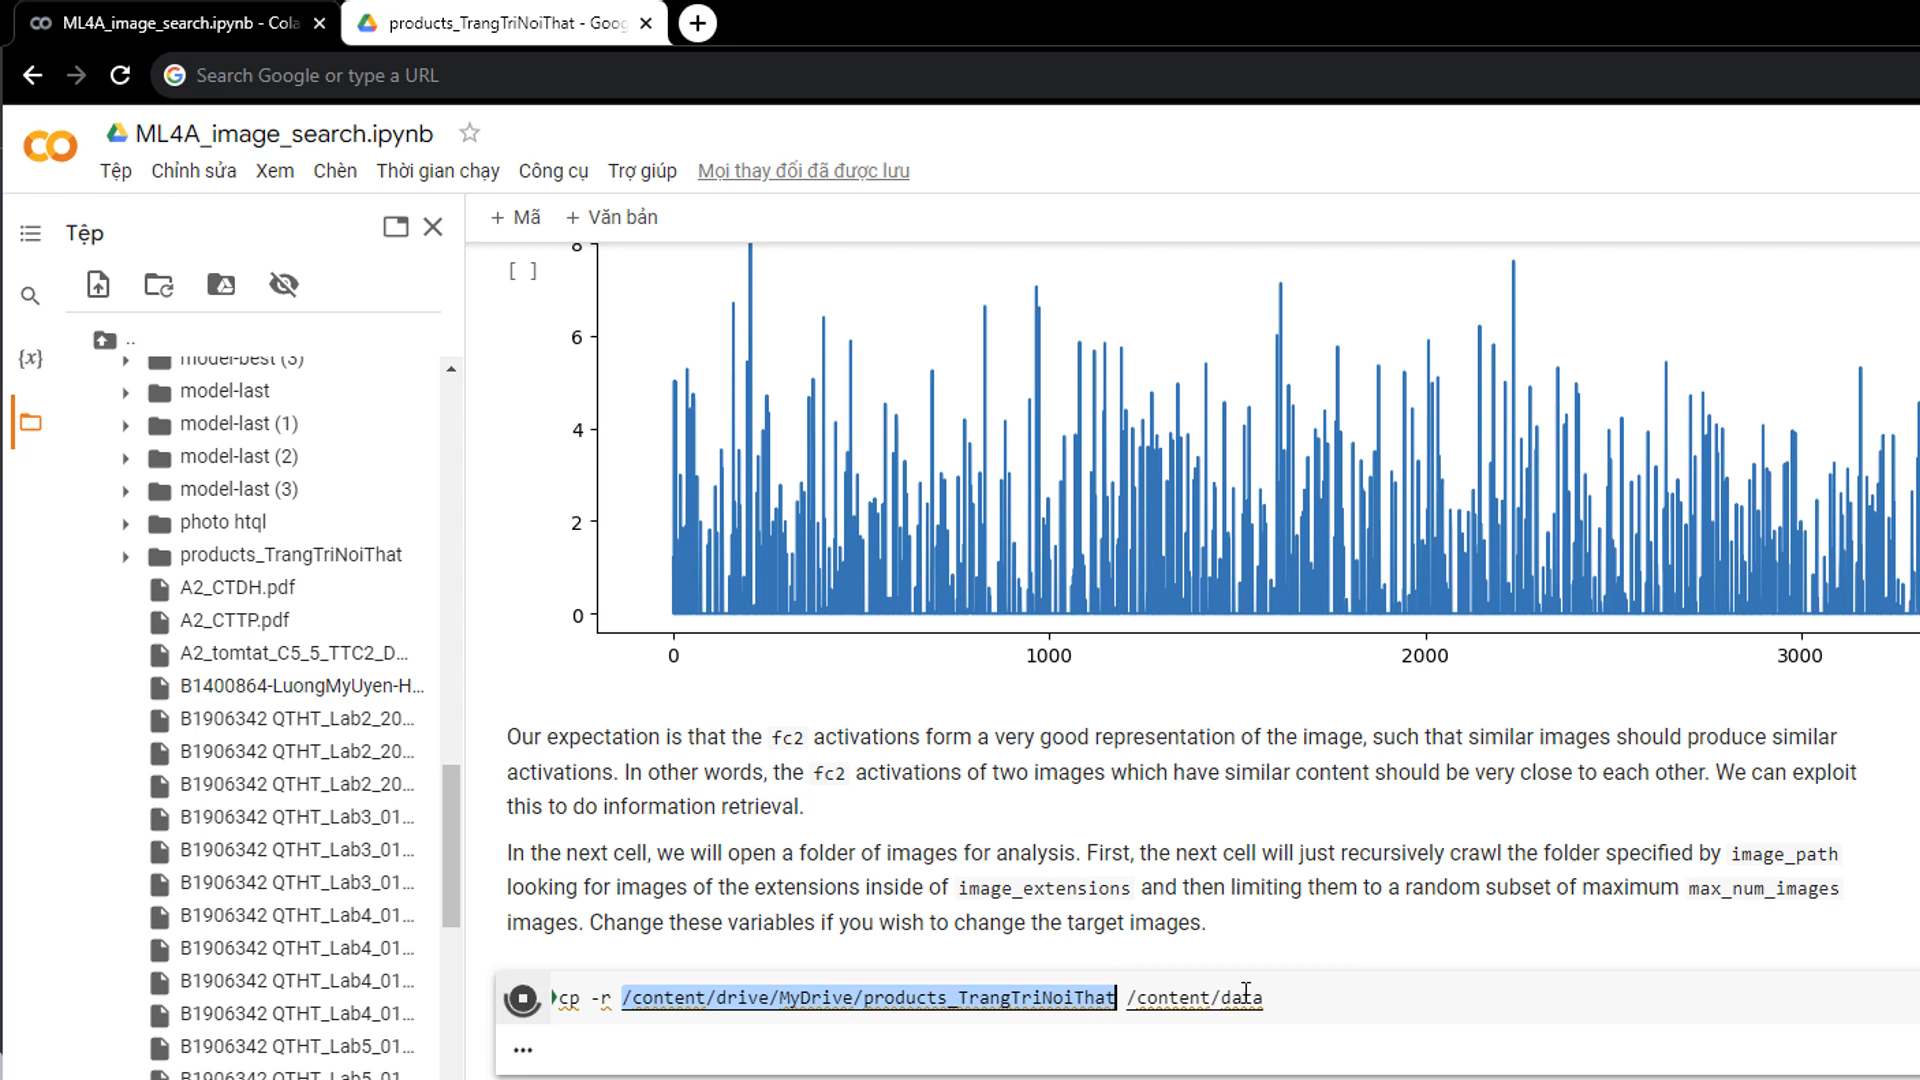 ML4A_image_search.ipynb - Cola
products_TrangTriNoiThat - Goog
Search Google or type a URL
ML4A_image_search.ipynb
Tệp Chỉnh sửa Xem Chèn Thời gian chạy Công cụ Trợ giúp Mọi thay đổi đã được lưu
Tệp
+ Mã + Văn bản
..
model-best (3)
model-last
model-last (1)
model-last (2)
model-last (3)
photo htql
products_TrangTriNoiThat
A2_CTDH.pdf
A2_CTTP.pdf
A2_tomtat_C5_5_TTC2_D...
B1400864-LuongMyUyen-H...
B1906342 QTHT_Lab2_20...
B1906342 QTHT_Lab2_20...
B1906342 QTHT_Lab2_20...
B1906342 QTHT_Lab3_01...
B1906342 QTHT_Lab3_01...
B1906342 QTHT_Lab3_01...
B1906342 QTHT_Lab4_01...
B1906342 QTHT_Lab4_01...
B1906342 QTHT_Lab4_01...
B1906342 QTHT_Lab4_01...
B1906342 QTHT_Lab5_01...
B1906342 QTHT_Lab5_01...
{x}
[ ]
8
6
4
2
0
0 1000 2000 3000
Our expectation is that the fc2 activations form a very good representation of the image, such that similar images should produce similar
activations. In other words, the fc2 activations of two images which have similar content should be very close to each other. We can exploit
this to do information retrieval.
In the next cell, we will open a folder of images for analysis. First, the next cell will just recursively crawl the folder specified by image_path
looking for images of the extensions inside of image_extensions and then limiting them to a random subset of maximum max_num_images
images. Change these variables if you wish to change the target images.
cp -r /content/drive/MyDrive/products_TrangTriNoiThat /content/data
...